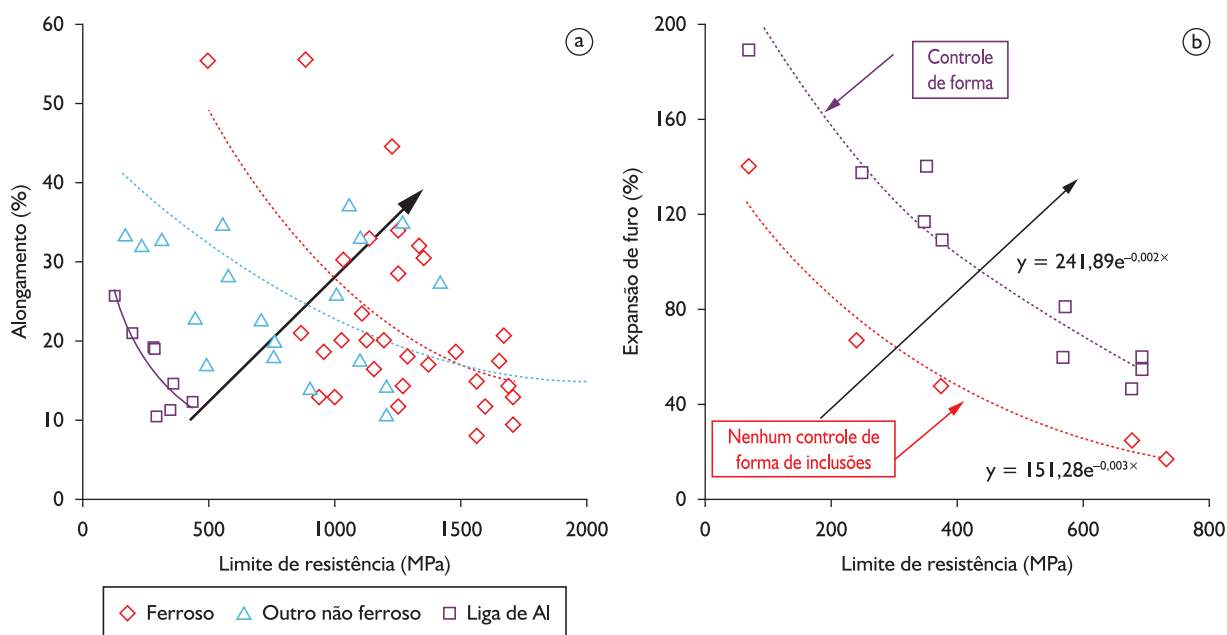 60
50
40
30
20
10
0
Alongamento (%)
a
0
500
1000
1500
2000
Limite de resistência (MPa)
Ferroso
Outro não ferroso
Liga de Al
200
160
120
80
40
0
Expansão de furo (%)
b
Controle
de forma
y = 241,89e^–0,002×
Nenhum controle de
forma de inclusões
y = 151,28e^–0,003×
0
200
400
600
800
Limite de resistência (MPa)